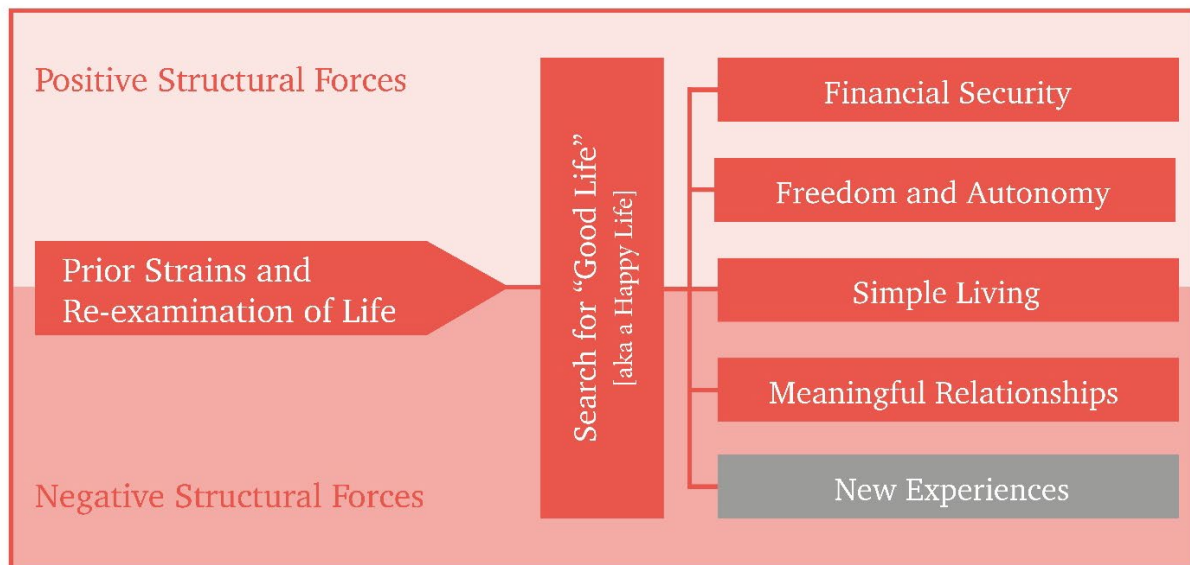 Positive Structural Forces
Prior Strains and
Re-examination of Life
Negative Structural Forces
Search for “Good Life”
[aka a Happy Life]
Financial Security
Freedom and Autonomy
Simple Living
Meaningful Relationships
New Experiences